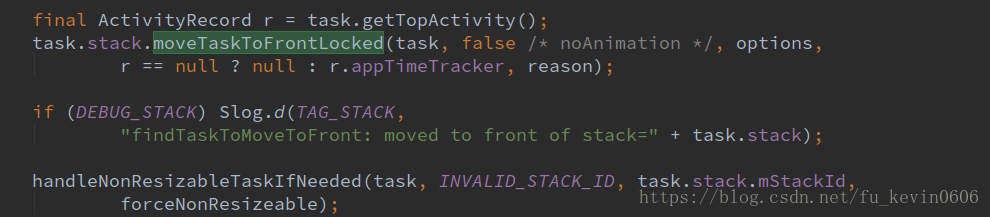 final ActivityRecord r = task.getTopActivity();
task.stack.moveTaskToFrontLocked(task, false /* noAnimation */, options,
r == null ? null : r.appTimeTracker, reason);
if (DEBUG_STACK) Slog.d(TAG_STACK,
"findTaskToMoveToFront: moved to front of stack=" + task.stack);
handleNonResizableTaskIfNeeded(task, INVALID_STACK_ID, task.stack.mStackId,
forceNonResizeable);
https://blog.csdn.net/fu_kevin0606